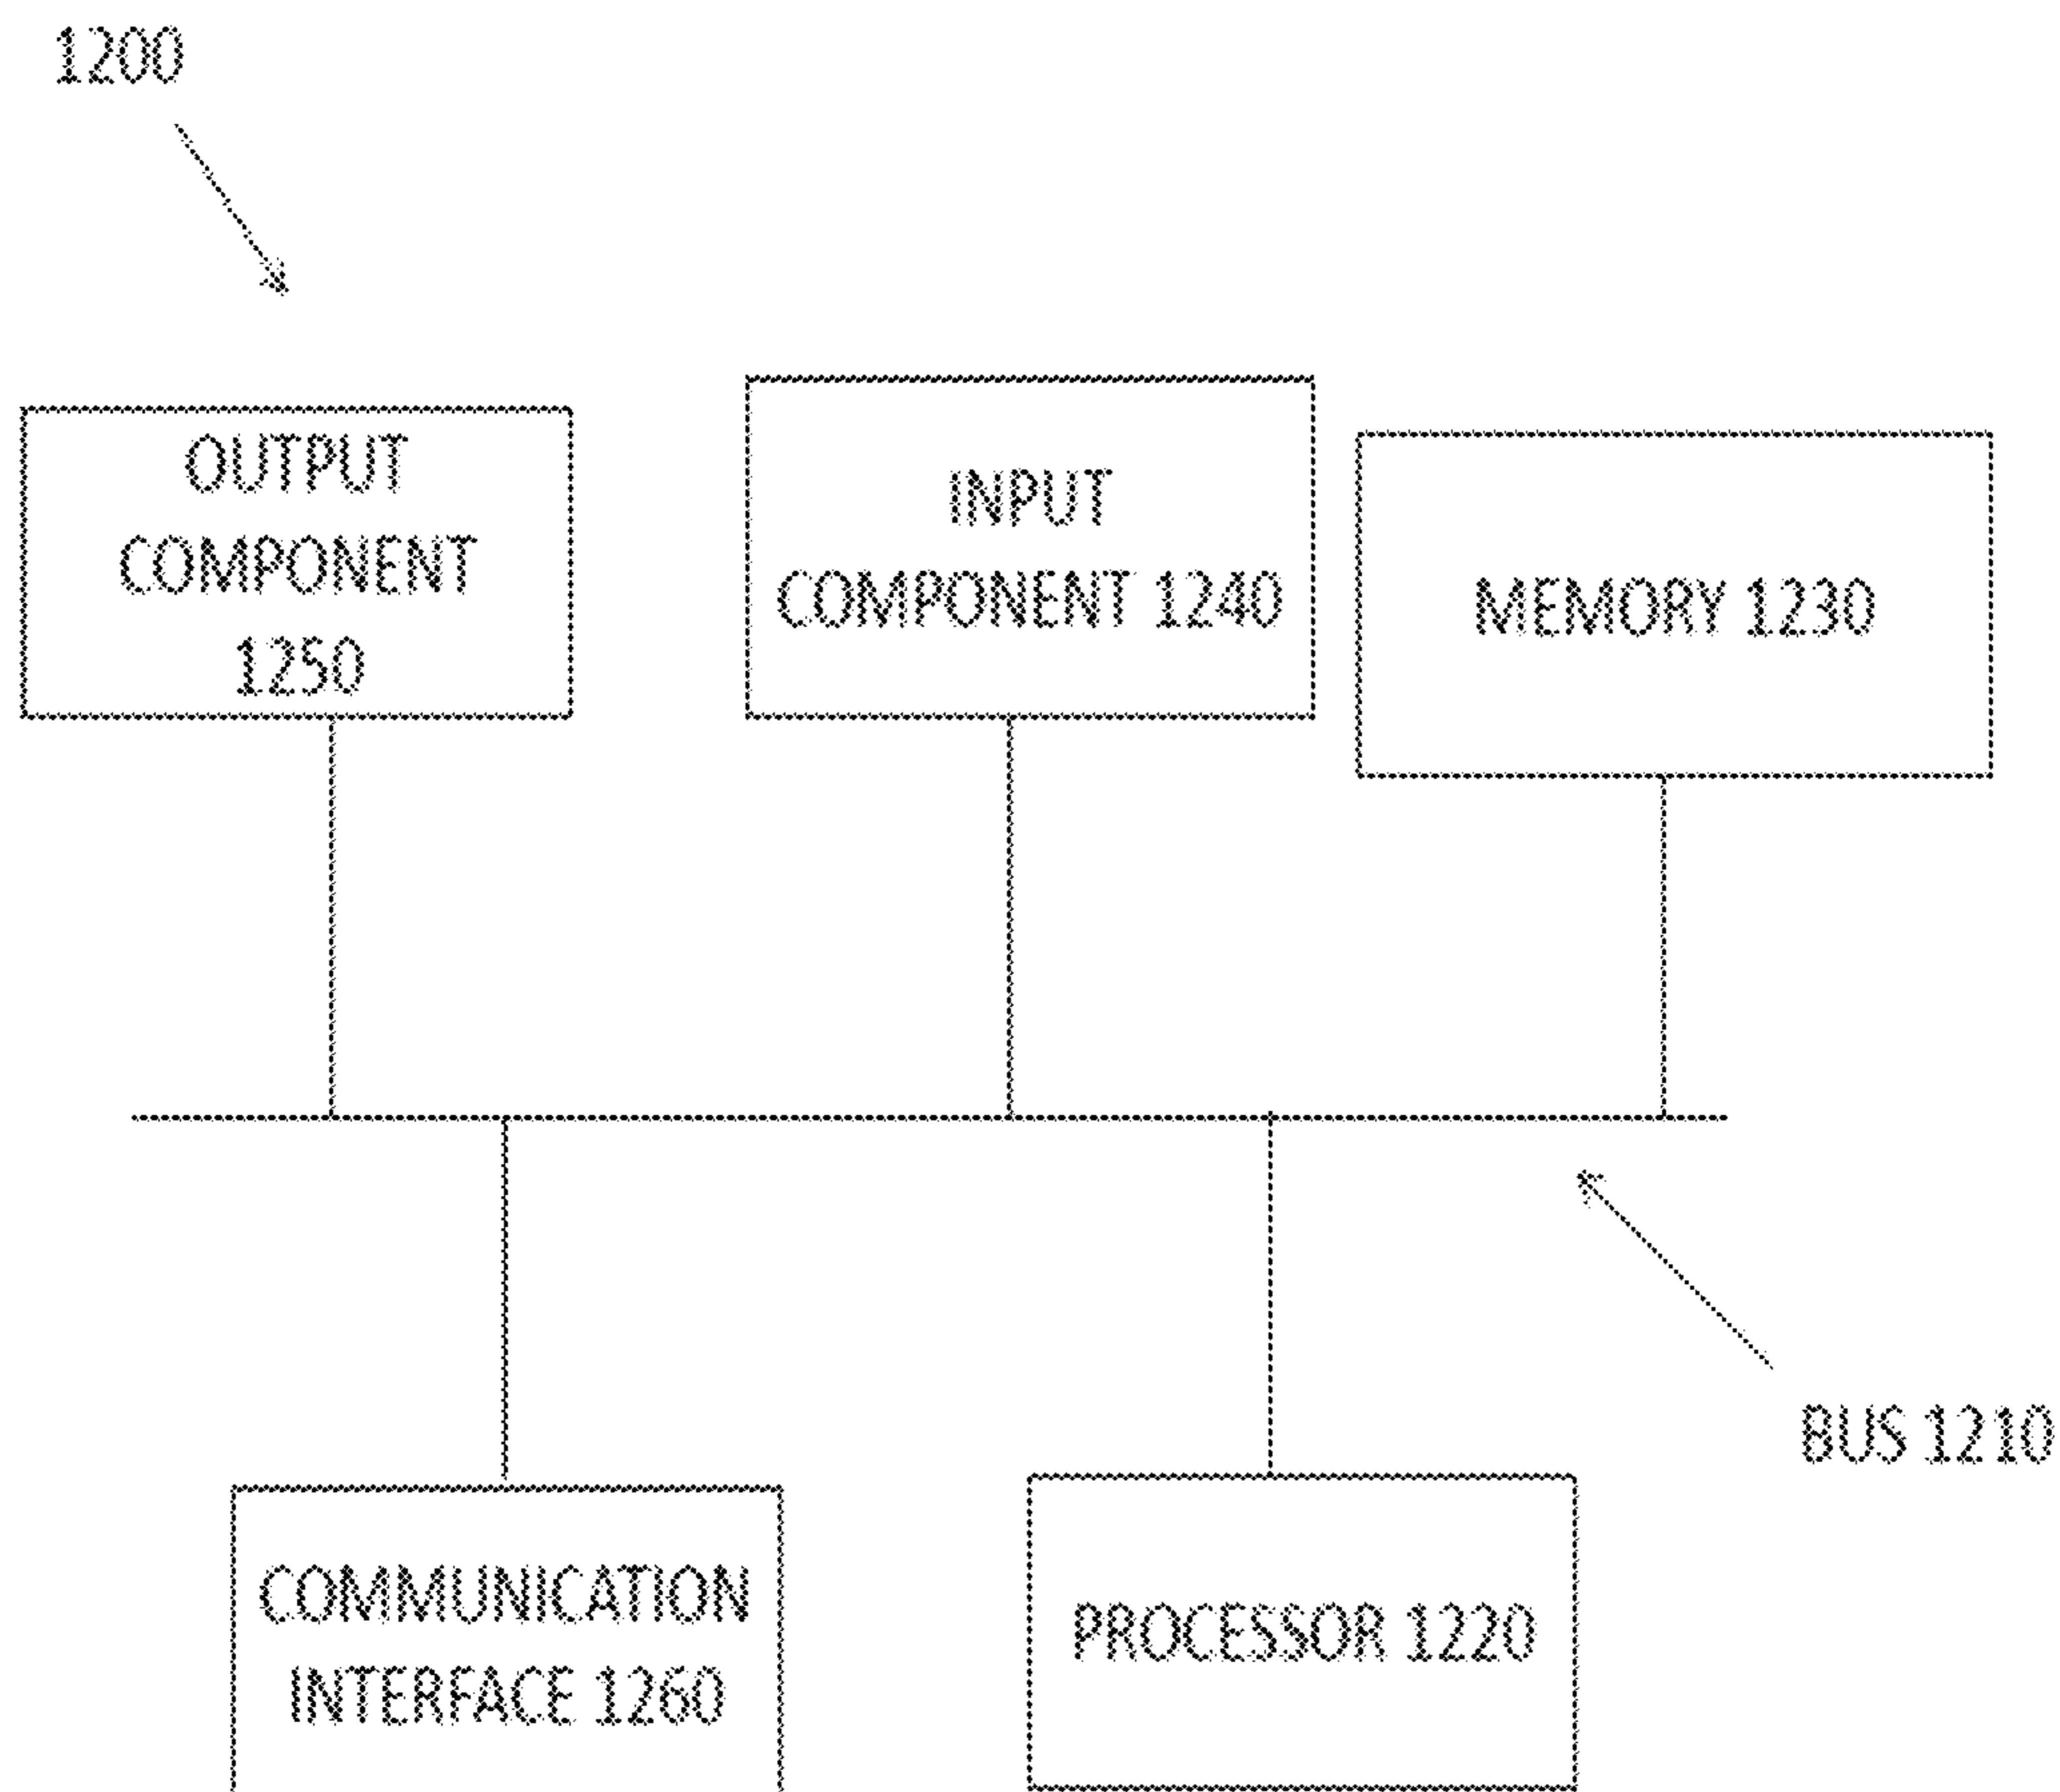 1200
OUTPUT
COMPONENT
1250
INPUT
COMPONENT 1240
MEMORY 1230
BUS 1210
COMMUNICATION
INTERFACE 1260
PROCESSOR 1220